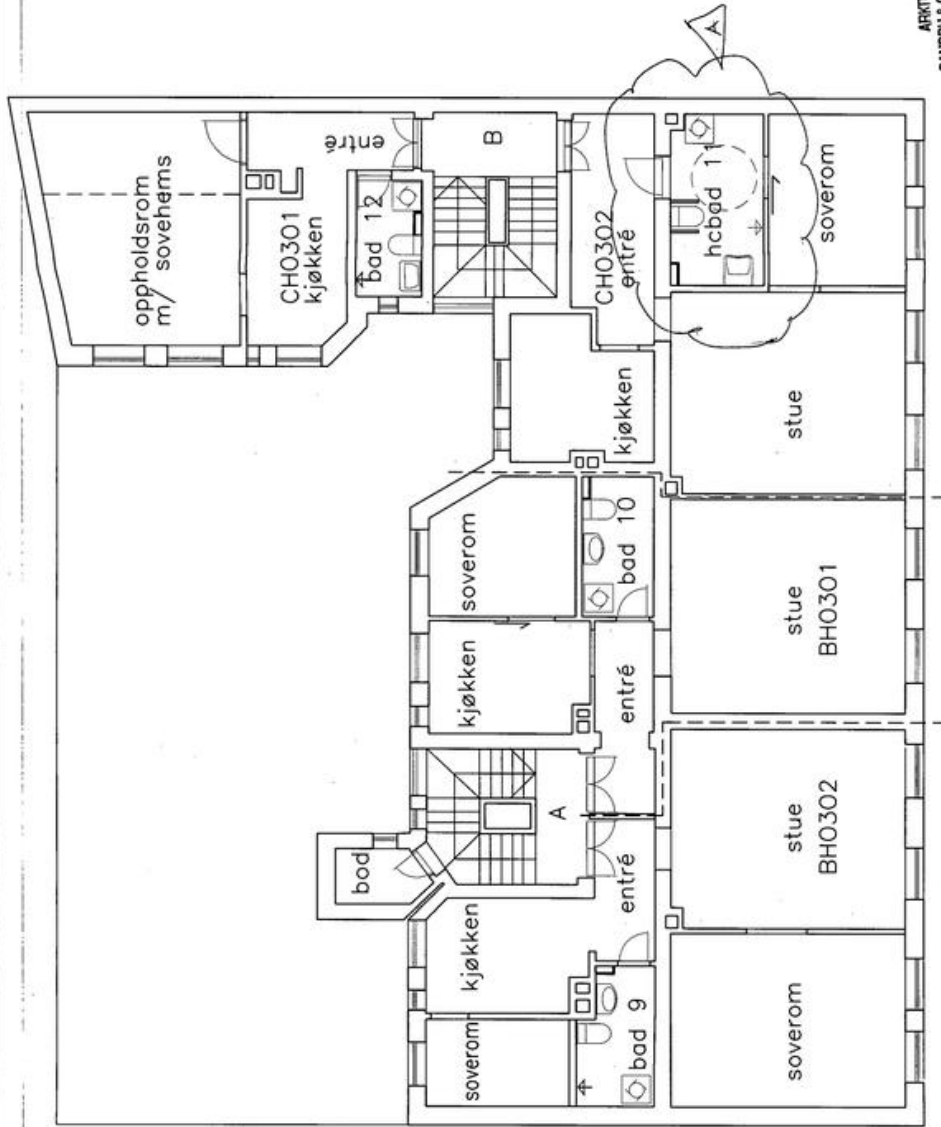 oppholdsrom
m/ sovehems
CH0301
kjøkken
entré
bad 12
B
CH0302
entré
hcbad 11
A
soverom
stue
kjøkken
soverom
bad 10
kjøkken
entré
stue
BH0301
A
bod
kjøkken
entré
stue
BH0302
soverom
bad 9
soverom